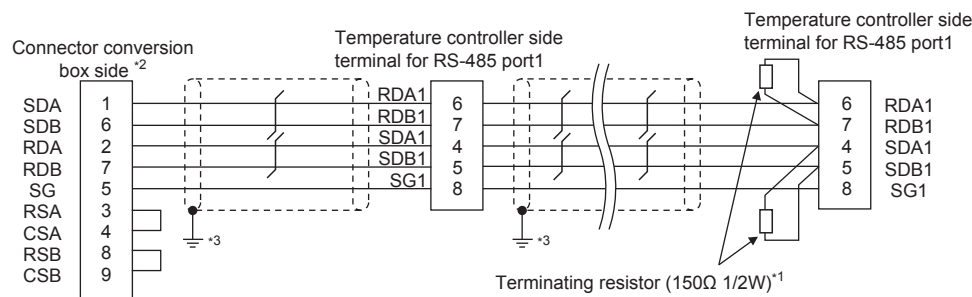 Temperature controller side
terminal for RS-485 port1
Temperature controller side
terminal for RS-485 port1
Connector conversion
box side *2
SDA 1 RDA1 6 6 RDA1
SDB 6 RDB1 7 7 RDB1
RDA 2 SDA1 4 4 SDA1
RDB 7 SDB1 5 5 SDB1
SG 5 SG1 8 8 SG1
RSA 3
CSA 4
RSB 8
CSB 9
*3
*3
Terminating resistor (150Ω 1/2W)*1